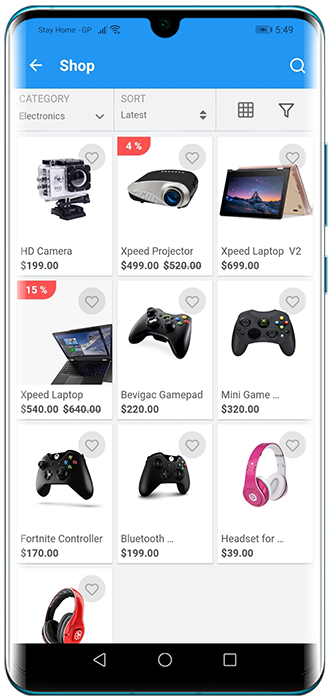 Stay Home - GP
5:49
Shop
CATEGORY
SORT
Electronics
Latest
4 %
HD Camera
Xpeed Projector
Xpeed Laptop V2
$199.00
$499.00 $520.00
$699.00
15 %
Xpeed Laptop
Bevigac Gamepad
Mini Game ...
$540.00 $640.00
$220.00
$320.00
Fortnite Controller
Bluetooth ...
Headset for ...
$170.00
$199.00
$39.00